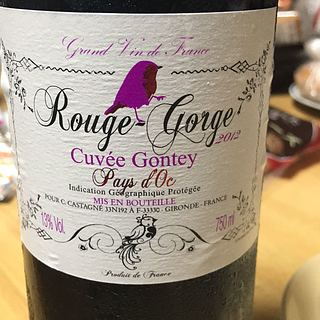 Grand Vin de France
Rouge-Gorge
2012
Cuvée Gontey
Pays d'Oc
Indication Géographique Protégée
MIS EN BOUTEILLE
POUR C. CASTAGNÉ 33N192 À F-33330 - GIRONDE - FRANCE
13% Vol.
750 ml
Produit de France